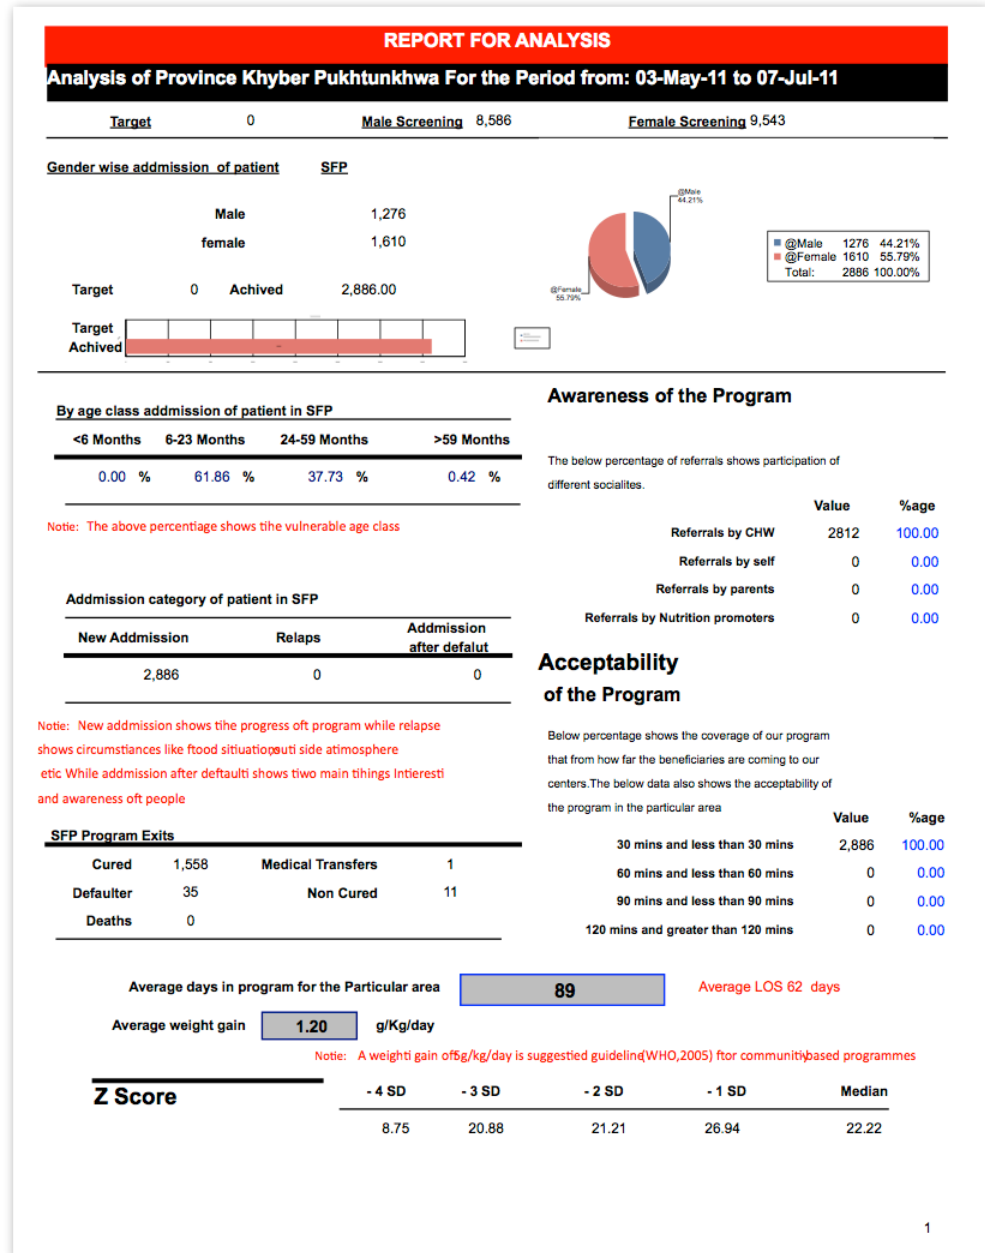 REPORT FOR ANALYSIS
Analysis of Province Khyber Pukhtunkhwa For the Period from: 03-May-11 to 07-Jul-11
Target 0 Male Screening 8,586 Female Screening 9,543
Gender wise addmission of patient SFP
Male 1,276
female 1,610
Target 0 Achived 2,886.00
Target
Achived
@Male
44.21%
@Female
55.79%
@Male 1276 44.21%
@Female 1610 55.79%
Total: 2886 100.00%
By age class addmission of patient in SFP
<6 Months 6-23 Months 24-59 Months >59 Months
0.00 % 61.86 % 37.73 % 0.42 %
Notie: The above percentiage shows tihe vulnerable age class
Addmission category of patient in SFP
New Addmission Relaps Addmission
after defalut
2,886 0 0
Notie: New addmission shows tihe progress oft program while relapse
shows circumstiances like ftood sitiuationsouti side atimosphere
etic While addmission after deftaulti shows tiwo main tihings Intieresti
and awareness oft people
SFP Program Exits
Cured 1,558 Medical Transfers 1
Defaulter 35 Non Cured 11
Deaths 0
Awareness of the Program
The below percentage of referrals shows participation of
different socialites.
Value %age
Referrals by CHW 2812 100.00
Referrals by self 0 0.00
Referrals by parents 0 0.00
Referrals by Nutrition promoters 0 0.00
Acceptability
of the Program
Below percentage shows the coverage of our program
that from how far the beneficiaries are coming to our
centers.The below data also shows the acceptability of
the program in the particular area
Value %age
30 mins and less than 30 mins 2,886 100.00
60 mins and less than 60 mins 0 0.00
90 mins and less than 90 mins 0 0.00
120 mins and greater than 120 mins 0 0.00
Average days in program for the Particular area 89 Average LOS 62 days
Average weight gain 1.20 g/Kg/day
Notie: A weighti gain oft5g/kg/day is suggestied guideline(WHO,2005) ftor communitiybased programmes
Z Score - 4 SD - 3 SD - 2 SD - 1 SD Median
8.75 20.88 21.21 26.94 22.22
1